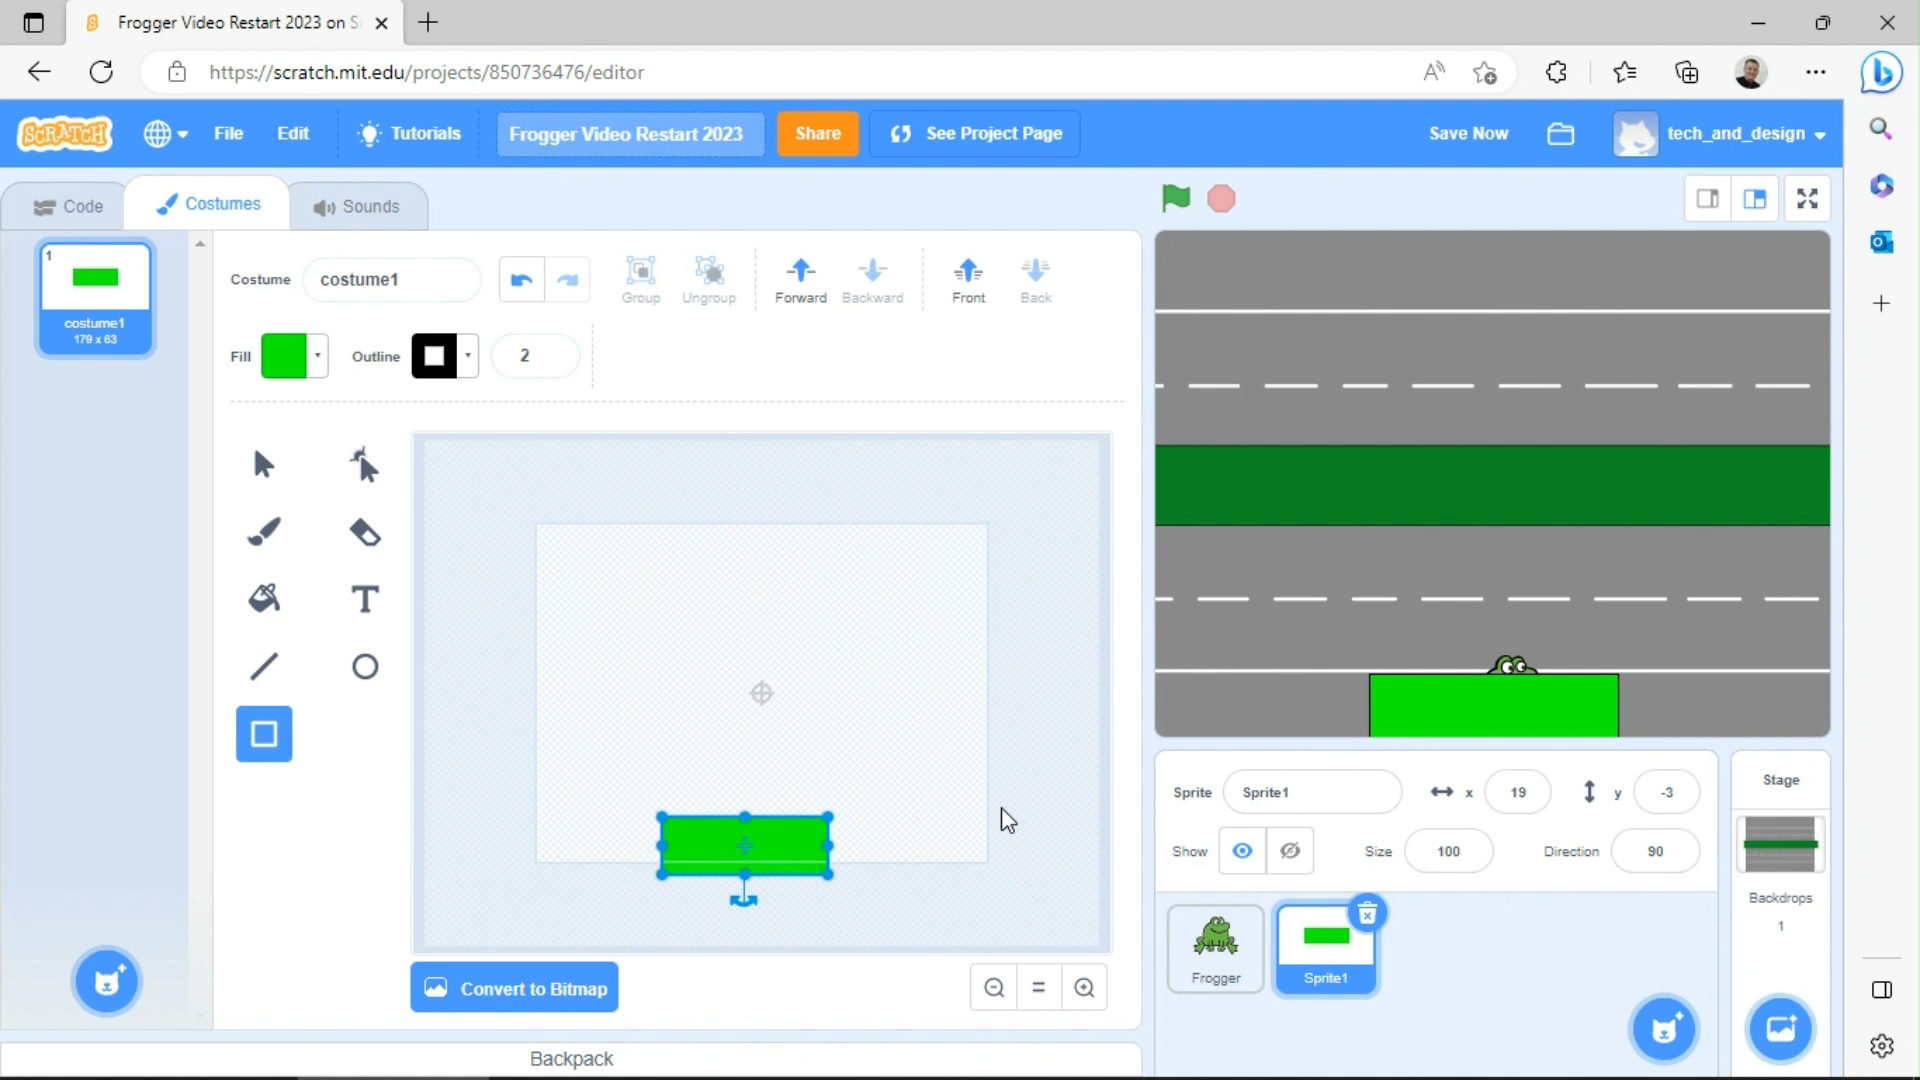 Frogger Video Restart 2023 on S
https://scratch.mit.edu/projects/850736476/editor
SCRATCH
File
Edit
Tutorials
Frogger Video Restart 2023
Share
See Project Page
Save Now
tech_and_design
Code
Costumes
Sounds
1
costume1
179 x 63
Costume
costume1
Group
Ungroup
Forward
Backward
Front
Back
Fill
Outline
2
Convert to Bitmap
Backpack
Sprite
Sprite1
x
19
y
-3
Show
Size
100
Direction
90
Frogger
Sprite1
Stage
Backdrops
1